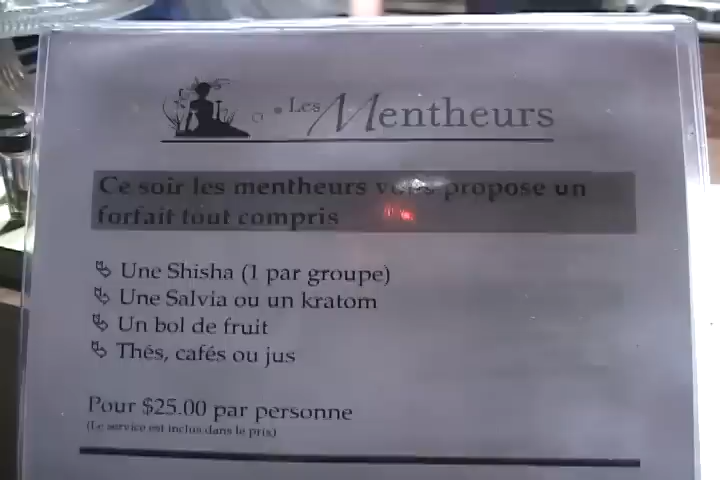 Les Mentheurs
Ce soir les mentheurs vous propose un
forfait tout compris
Une Shisha (1 par groupe)
Une Salvia ou un kratom
Un bol de fruit
Thés, cafés ou jus
Pour $25.00 par personne
(Le service est inclus dans le prix)